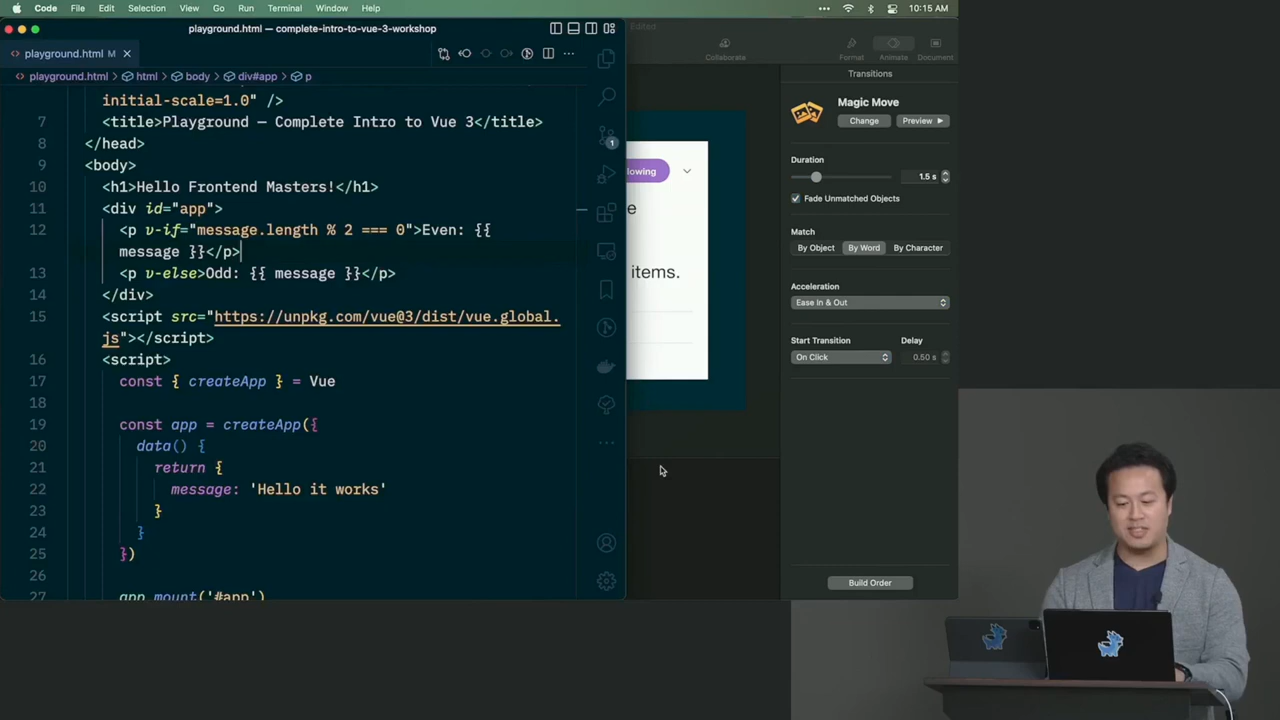 Code File Edit Selection View Go Run Terminal Window Help
10:15 AM
playground.html — complete-intro-to-vue-3-workshop
Edited
playground.html M
playground.html html body div#app p
initial-scale=1.0" />
7 <title>Playground — Complete Intro to Vue 3</title>
8 </head>
9 <body>
10 <h1>Hello Frontend Masters!</h1>
11 <div id="app">
12 <p v-if="message.length % 2 === 0">Even: {{
message }}</p>
13 <p v-else>Odd: {{ message }}</p>
14 </div>
15 <script src="https://unpkg.com/vue@3/dist/vue.global.
js"></script>
16 <script>
17 const { createApp } = Vue
18
19 const app = createApp({
20 data() {
21 return {
22 message: 'Hello it works'
23 }
24 }
25 })
26
27 app.mount('#app')
1
Collaborate
Format Animate Document
lowing
e
items.
Transitions
Magic Move
Change Preview
Duration
1.5 s
Fade Unmatched Objects
Match
By Object By Word By Character
Acceleration
Ease In & Out
Start Transition Delay
On Click 0.50 s
Build Order